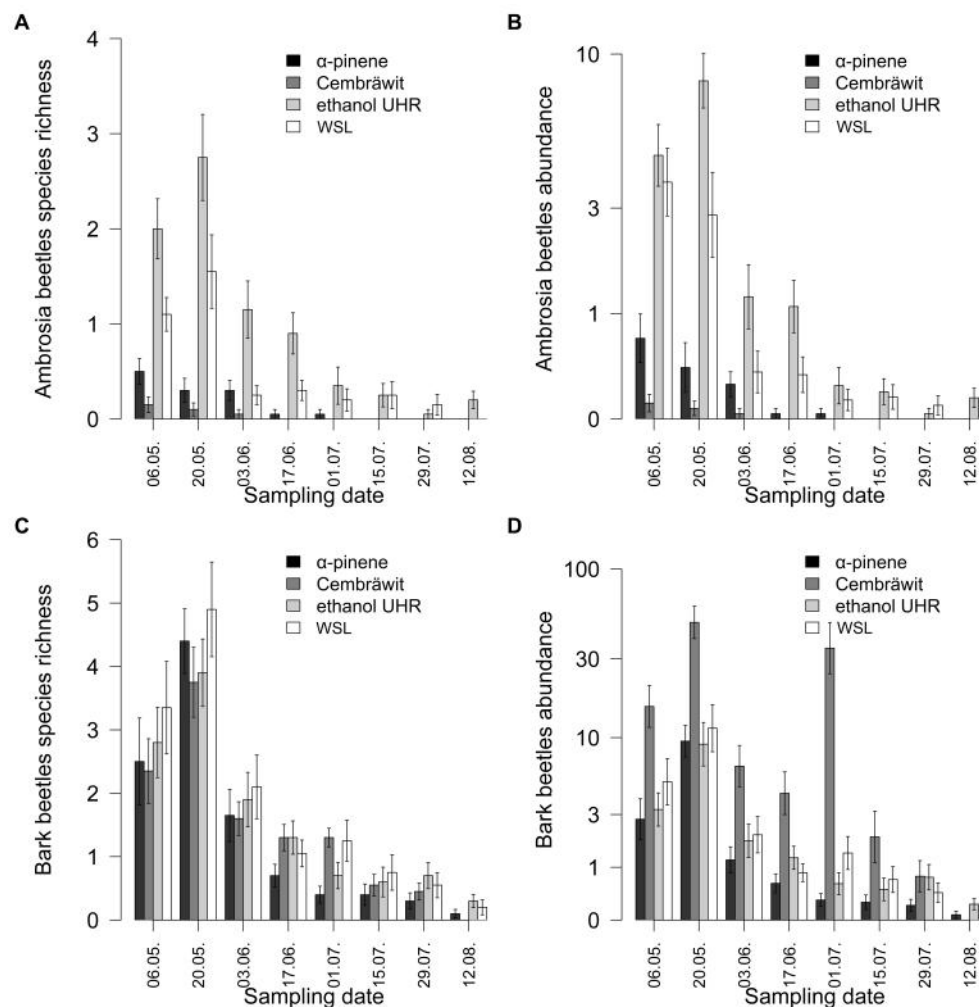 A
Ambrosia beetles species richness
4
3
2
1
0
α-pinene
Cembräwit
ethanol UHR
WSL
06.05.
20.05.
03.06.
17.06.
01.07.
15.07.
29.07.
12.08.
Sampling date
B
Ambrosia beetles abundance
10
3
1
0
α-pinene
Cembräwit
ethanol UHR
WSL
06.05.
20.05.
03.06.
17.06.
01.07.
15.07.
29.07.
12.08.
Sampling date
C
Bark beetles species richness
6
5
4
3
2
1
0
α-pinene
Cembräwit
ethanol UHR
WSL
06.05.
20.05.
03.06.
17.06.
01.07.
15.07.
29.07.
12.08.
Sampling date
D
Bark beetles abundance
100
30
10
3
1
0
α-pinene
Cembräwit
ethanol UHR
WSL
06.05.
20.05.
03.06.
17.06.
01.07.
15.07.
29.07.
12.08.
Sampling date